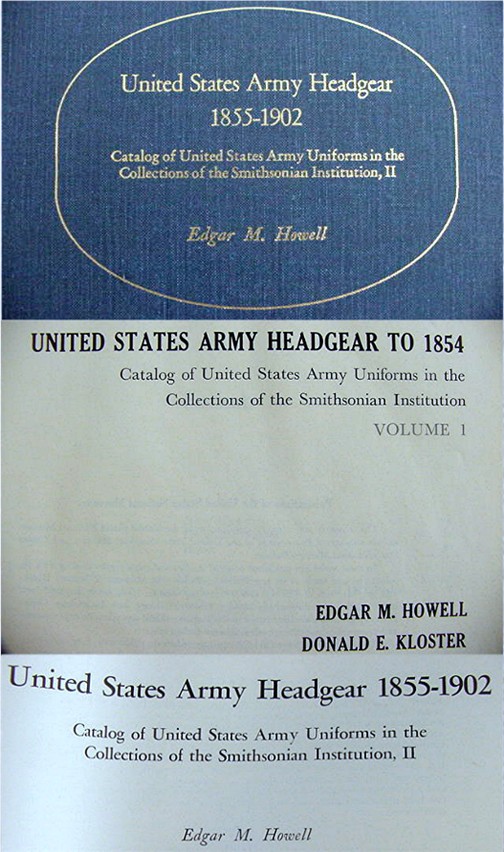 United States Army Headgear
1855-1902
Catalog of United States Army Uniforms in the
Collections of the Smithsonian Institution, II
Edgar M. Howell
UNITED STATES ARMY HEADGEAR TO 1854
Catalog of United States Army Uniforms in the
Collections of the Smithsonian Institution
VOLUME 1
EDGAR M. HOWELL
DONALD E. KLOSTER
United States Army Headgear 1855-1902
Catalog of United States Army Uniforms in the
Collections of the Smithsonian Institution, II
Edgar M. Howell